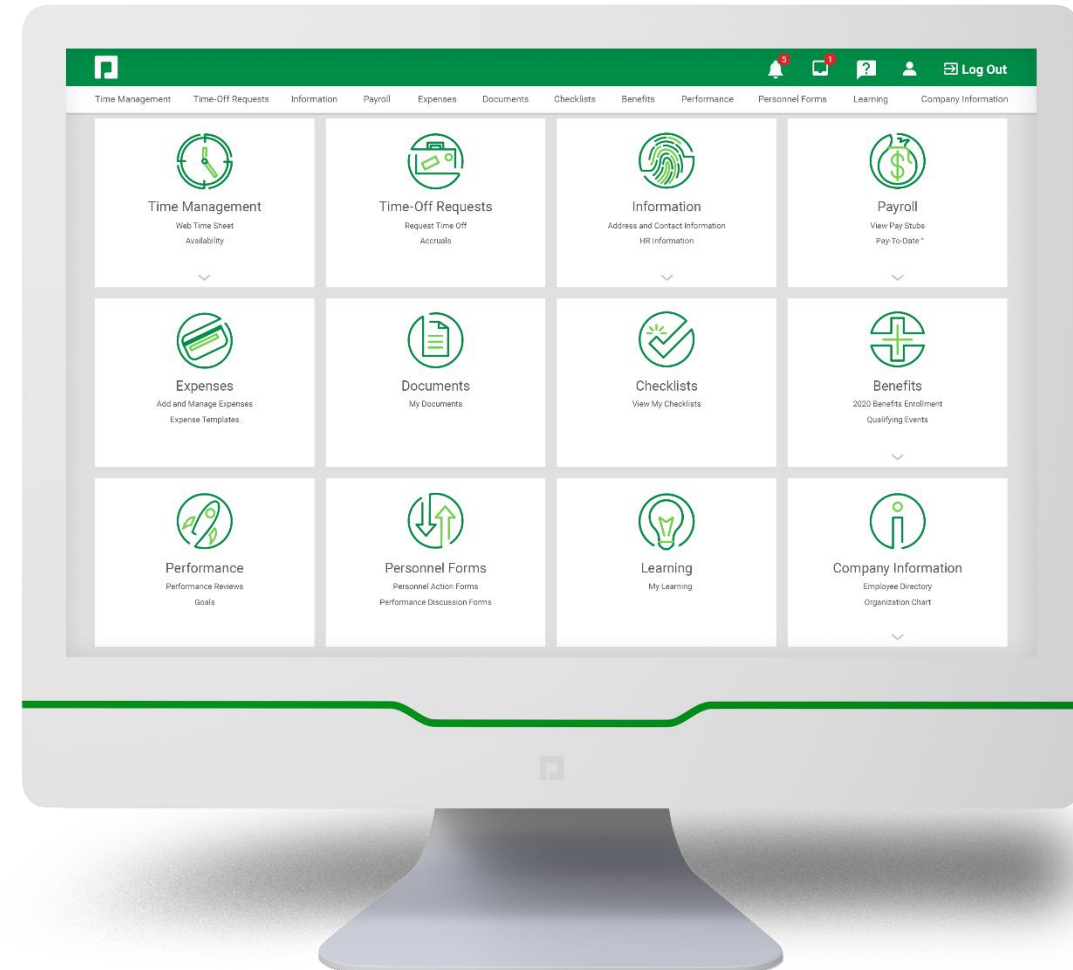 5
1
?
Log Out
Time Management Time-Off Requests Information Payroll Expenses Documents Checklists Benefits Performance Personnel Forms Learning Company Information
Time Management
Web Time Sheet
Availability
Time-Off Requests
Request Time Off
Accruals
Information
Address and Contact Information
HR Information
Payroll
View Pay Stubs
Pay-To-Date™
Expenses
Add and Manage Expenses
Expense Templates
Documents
My Documents
Checklists
View My Checklists
Benefits
2020 Benefits Enrollment
Qualifying Events
Performance
Performance Reviews
Goals
Personnel Forms
Personnel Action Forms
Performance Discussion Forms
Learning
My Learning
Company Information
Employee Directory
Organization Chart